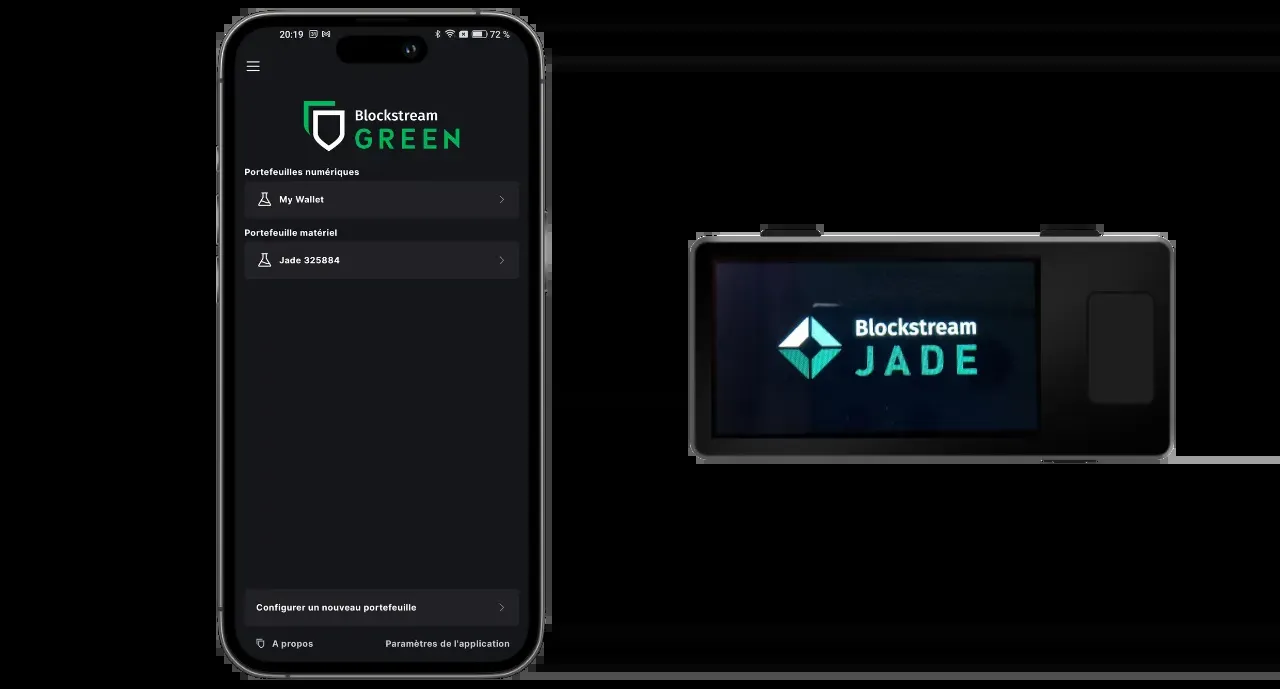 20:19 72 %
Blockstream
GREEN
Portefeuilles numériques
My Wallet
Portefeuille matériel
Jade 325884
Configurer un nouveau portefeuille
A propos Paramètres de l'application
Blockstream
JADE